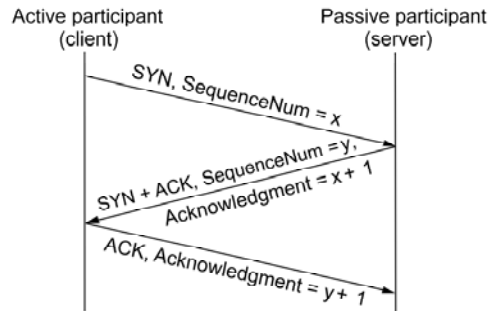 Active participant
(client)
Passive participant
(server)
SYN, SequenceNum = x
SYN + ACK, SequenceNum =y,
Acknowledgment = x+ 1
ACK, Acknowledgment = y+ 1